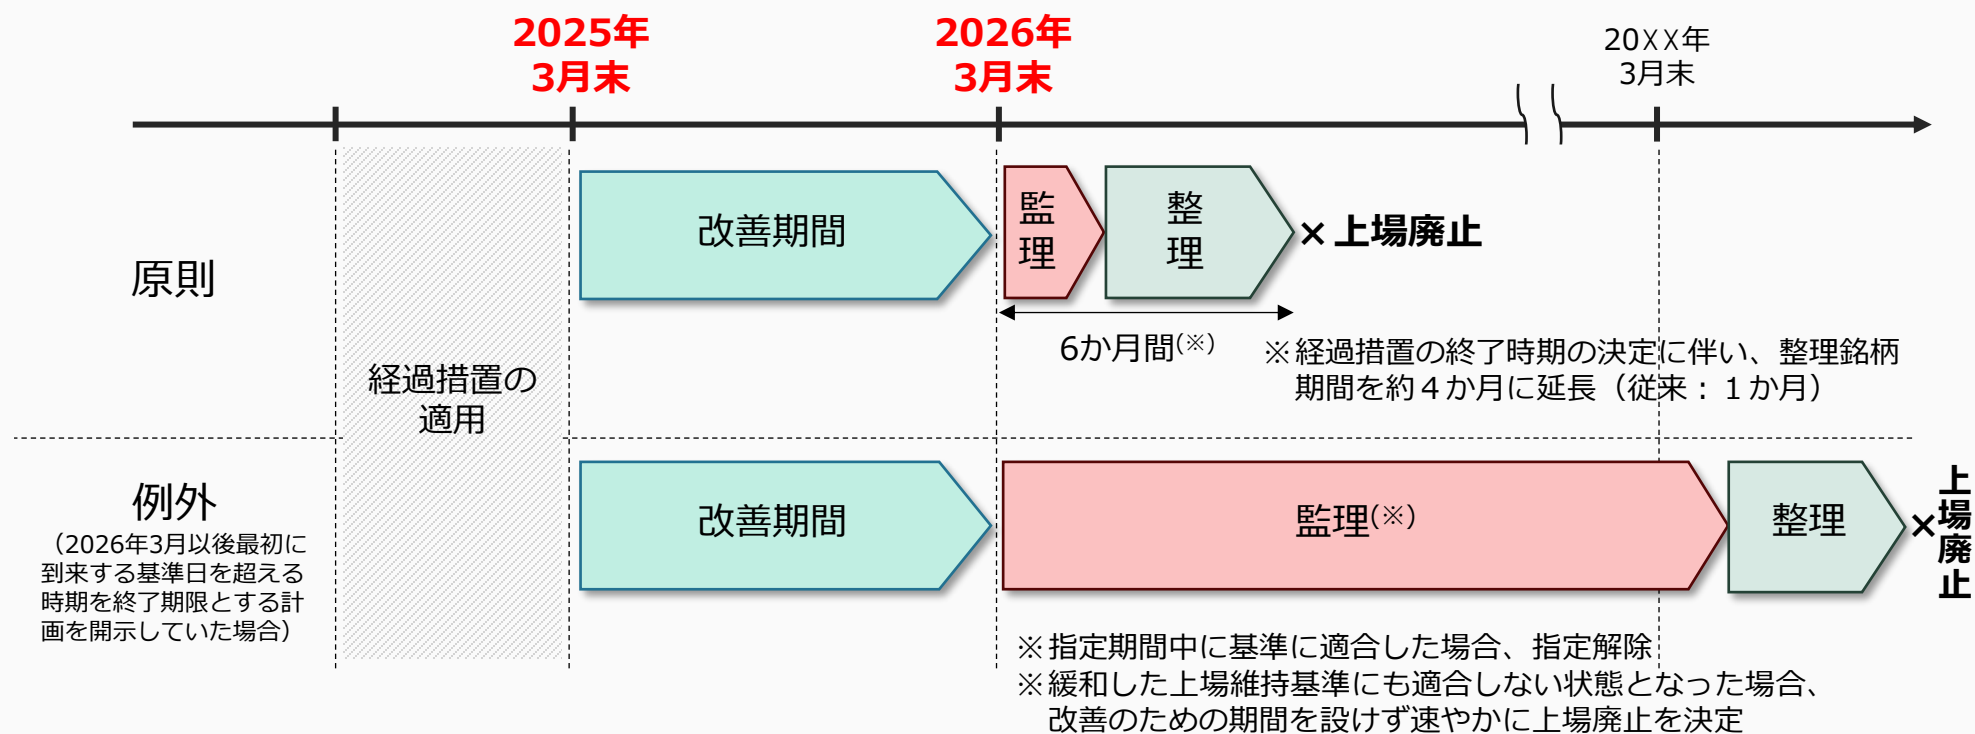 2025年
3月末
2026年
3月末
20XX年
3月末
原則
経過措置の
適用
改善期間
監
理
整
理
×上場廃止
6か月間(※)
※経過措置の終了時期の決定に伴い、整理銘柄
期間を約４か月に延長（従来：１か月）
例外
（2026年3月以後最初に
到来する基準日を超える
時期を終了期限とする計
画を開示していた場合）
改善期間
監理(※)
整理
×
上
場
廃
止
※指定期間中に基準に適合した場合、指定解除
※緩和した上場維持基準にも適合しない状態となった場合、
改善のための期間を設けず速やかに上場廃止を決定